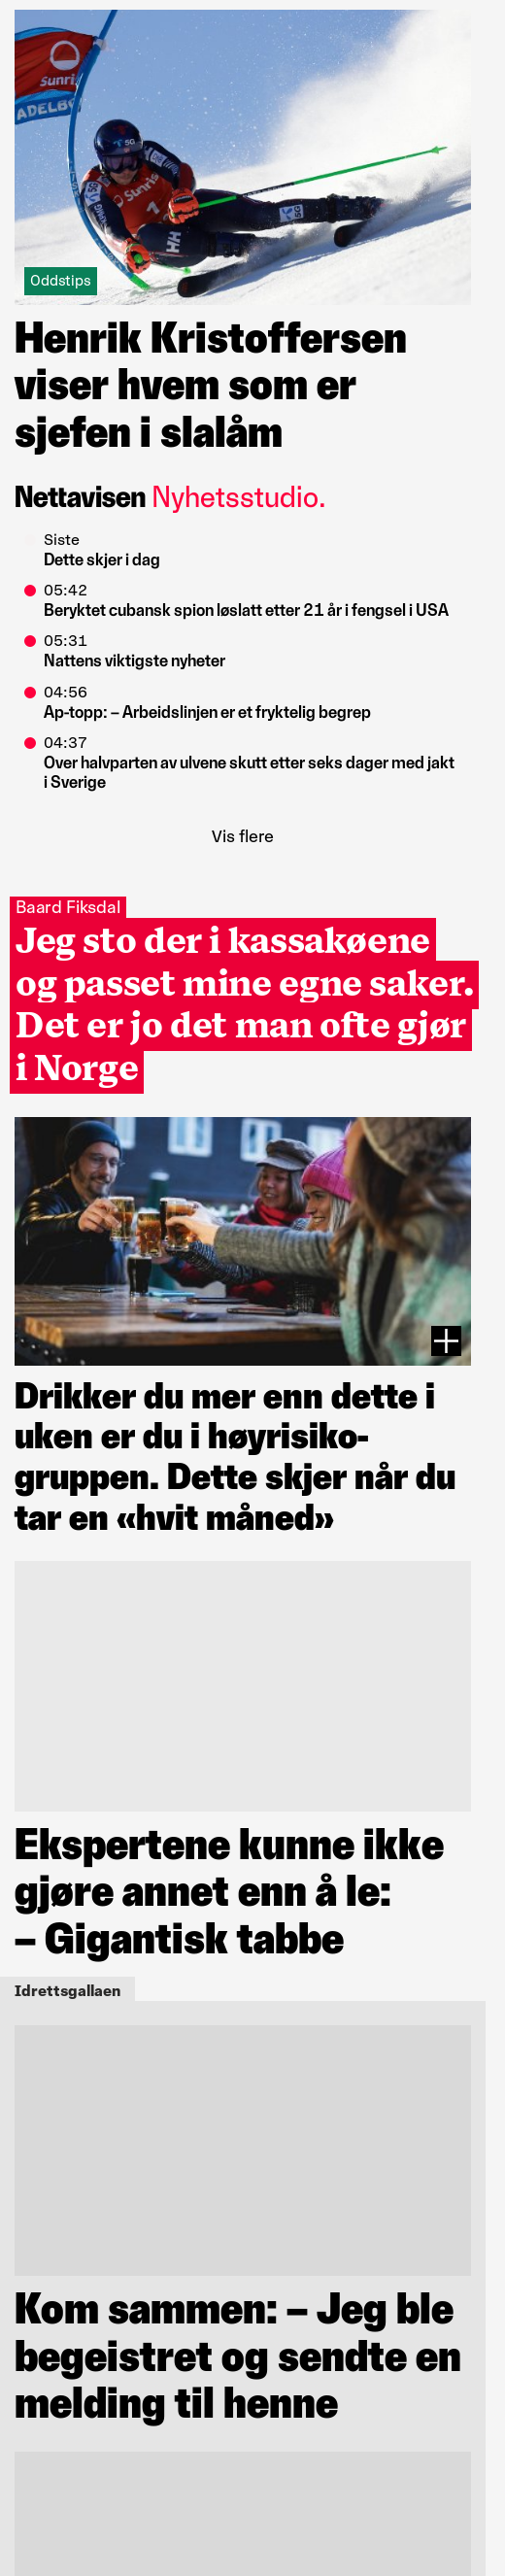 Sunrise
ADELBO
Oddstips
Henrik Kristoffersen
viser hvem som er
sjefen i slalåm
Nettavisen Nyhetsstudio.
Siste
Dette skjer i dag
05:42
Beryktet cubansk spion løslatt etter 21 år i fengsel i USA
05:31
Nattens viktigste nyheter
04:56
Ap-topp: – Arbeidslinjen er et fryktelig begrep
04:37
Over halvparten av ulvene skutt etter seks dager med jakt
i Sverige
Vis flere
Baard Fiksdal
Jeg sto der i kassakøene
og passet mine egne saker.
Det er jo det man ofte gjør
i Norge
Drikker du mer enn dette i
uken er du i høyrisiko-
gruppen. Dette skjer når du
tar en «hvit måned»
Ekspertene kunne ikke
gjøre annet enn å le:
– Gigantisk tabbe
Idrettsgallaen
Kom sammen: – Jeg ble
begeistret og sendte en
melding til henne